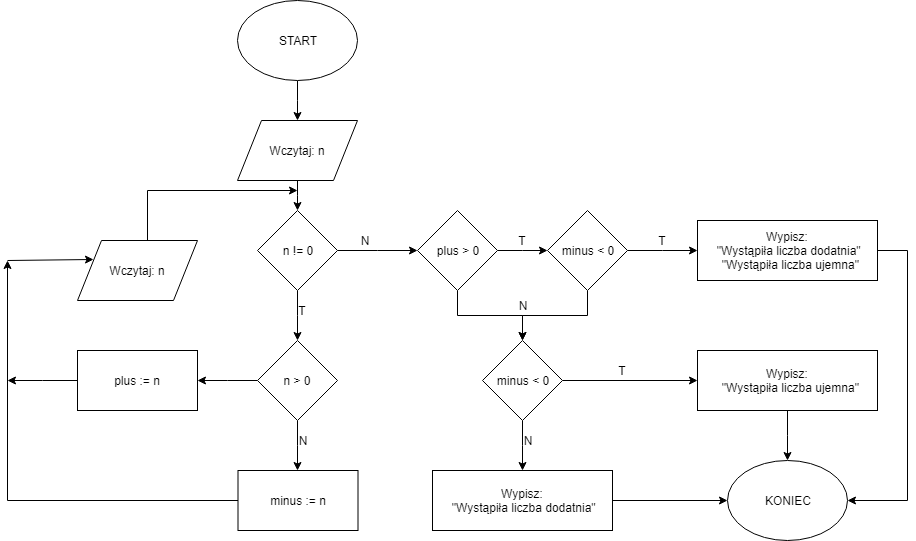 START
Wczytaj: n
n != 0
N
plus > 0
T
minus < 0
T
Wypisz:
"Wystąpiła liczba dodatnia"
"Wystąpiła liczba ujemna"
Wczytaj: n
T
N
plus := n
n > 0
minus < 0
T
Wypisz:
"Wystąpiła liczba ujemna"
N
N
minus := n
Wypisz:
"Wystąpiła liczba dodatnia"
KONIEC